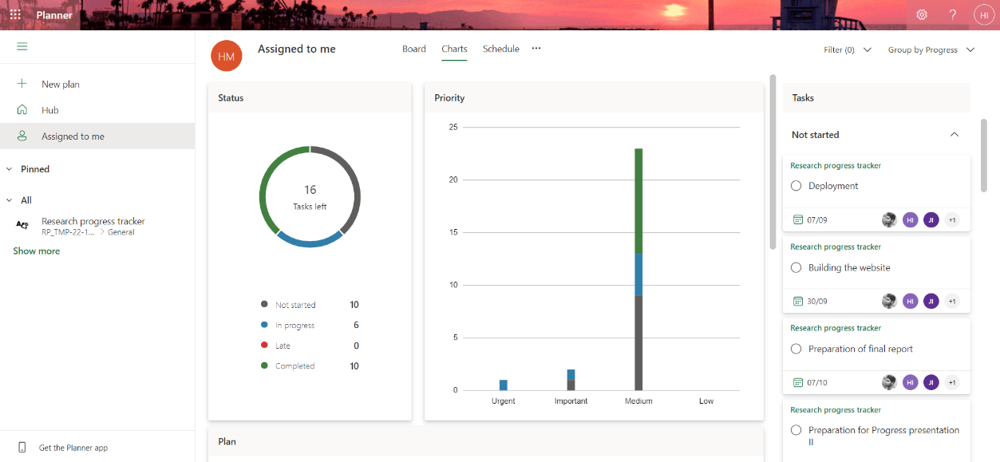 Planner
?
HI
HM
Assigned to me
Board
Charts
Schedule
...
Filter (0)
Group by Progress
New plan
Hub
Assigned to me
Pinned
All
Research progress tracker
RP_TMP-22-1... > General
Show more
Get the Planner app
Status
16
Tasks left
Not started 10
In progress 6
Late 0
Completed 10
Priority
25
20
15
10
5
0
Urgent Important Medium Low
Plan
Tasks
Not started
Research progress tracker
Deployment
07/09 HI JI +1
Research progress tracker
Building the website
30/09 HI JI +1
Research progress tracker
Preparation of final report
07/10 HI JI +1
Research progress tracker
Preparation for Progress presentation
II